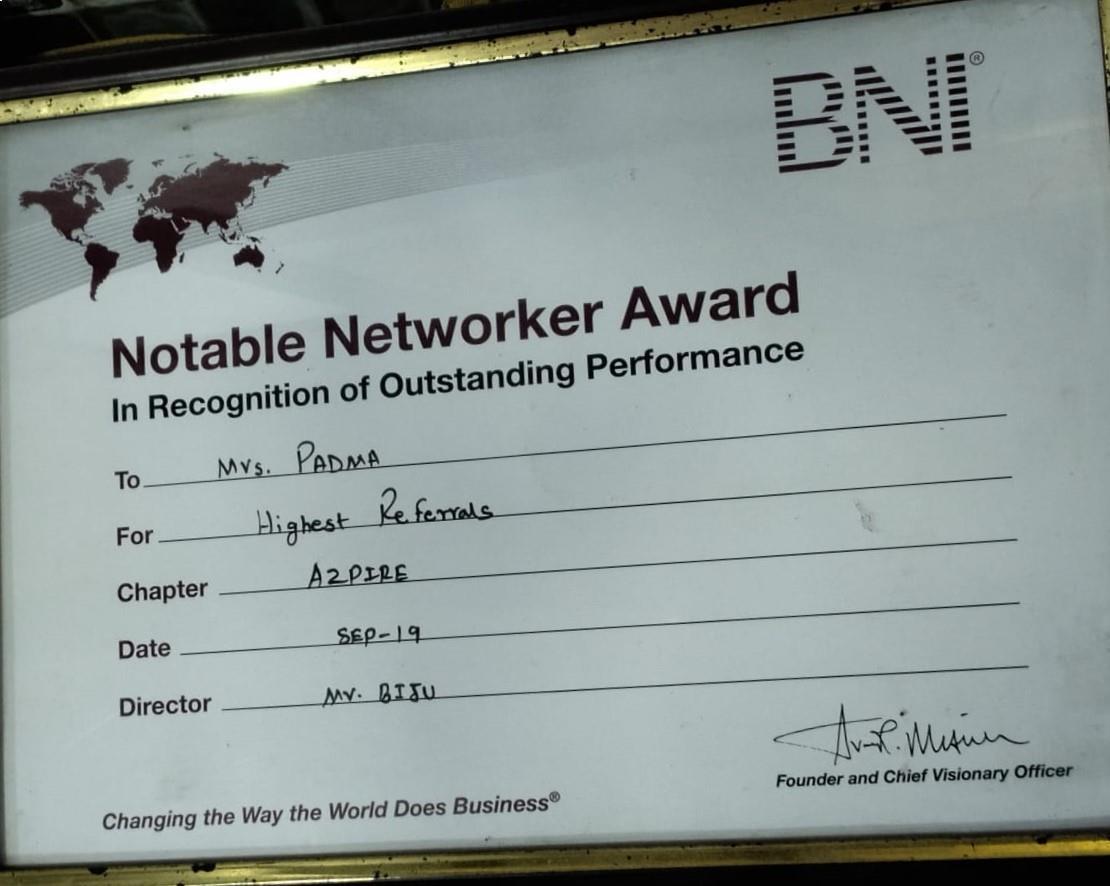 BNI®
Notable Networker Award
In Recognition of Outstanding Performance
To Mrs. PADMA
For Highest Referrals
Chapter A2PIRE
Date SEP-19
Director Mr. BIJU
Founder and Chief Visionary Officer
Changing the Way the World Does Business®